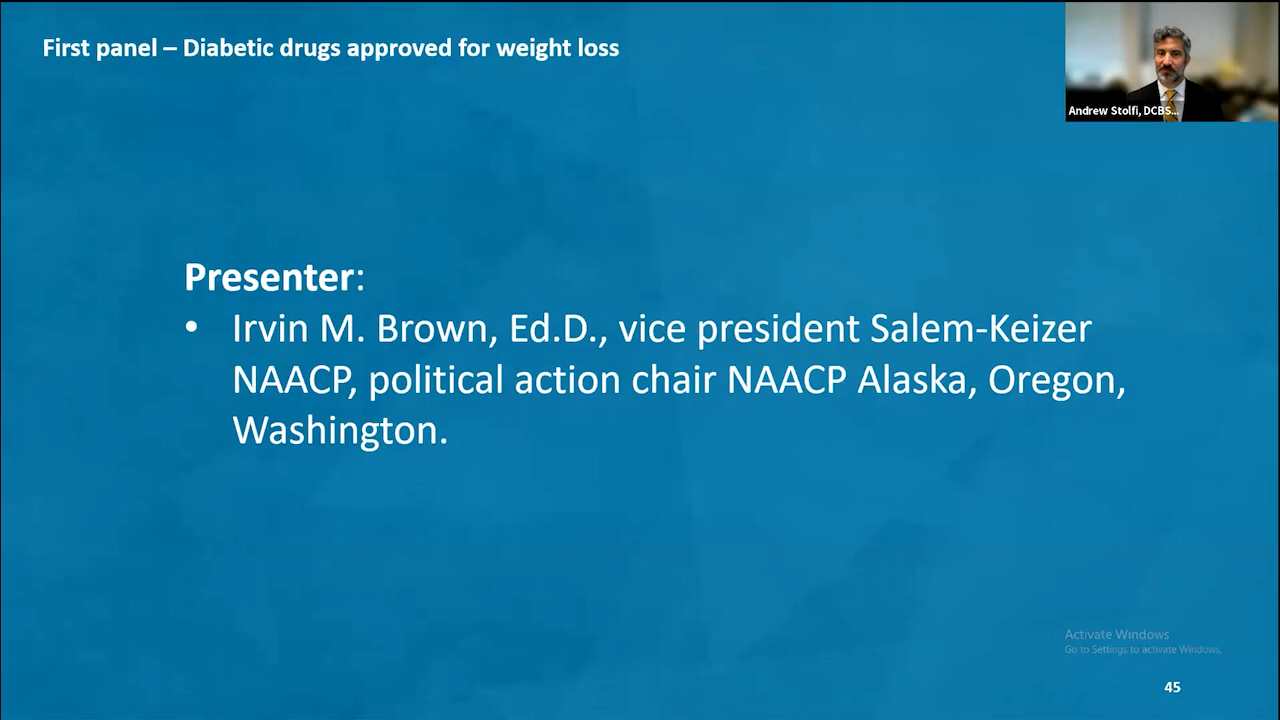 First panel – Diabetic drugs approved for weight loss
Andrew Stolfi, DCBS...
Presenter:
• Irvin M. Brown, Ed.D., vice president Salem-Keizer
NAACP, political action chair NAACP Alaska, Oregon,
Washington.
Activate Windows
Go to Settings to activate Windows.
45